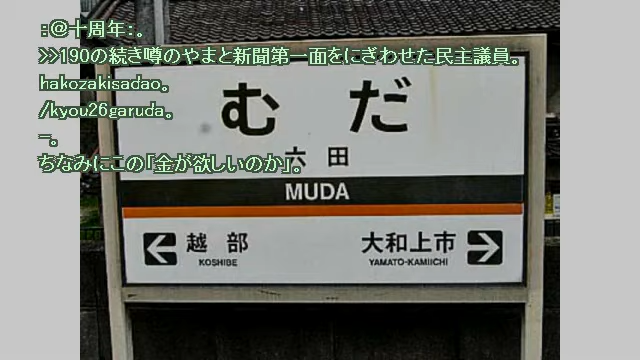 ：＠十周年：。
>>190の続き噂のやまと新聞第一面をにぎわせた民主議員。
hakozakisadao。
/kyou26garuda。
-。
ちなみにこの「金が欲しいのか」。
むだ
六田
MUDA
越部
KOSHIBE
大和上市
YAMATO-KAMIICHI